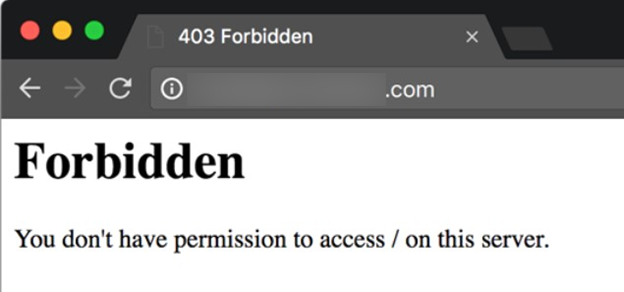 403 Forbidden
.com
Forbidden
You don't have permission to access / on this server.